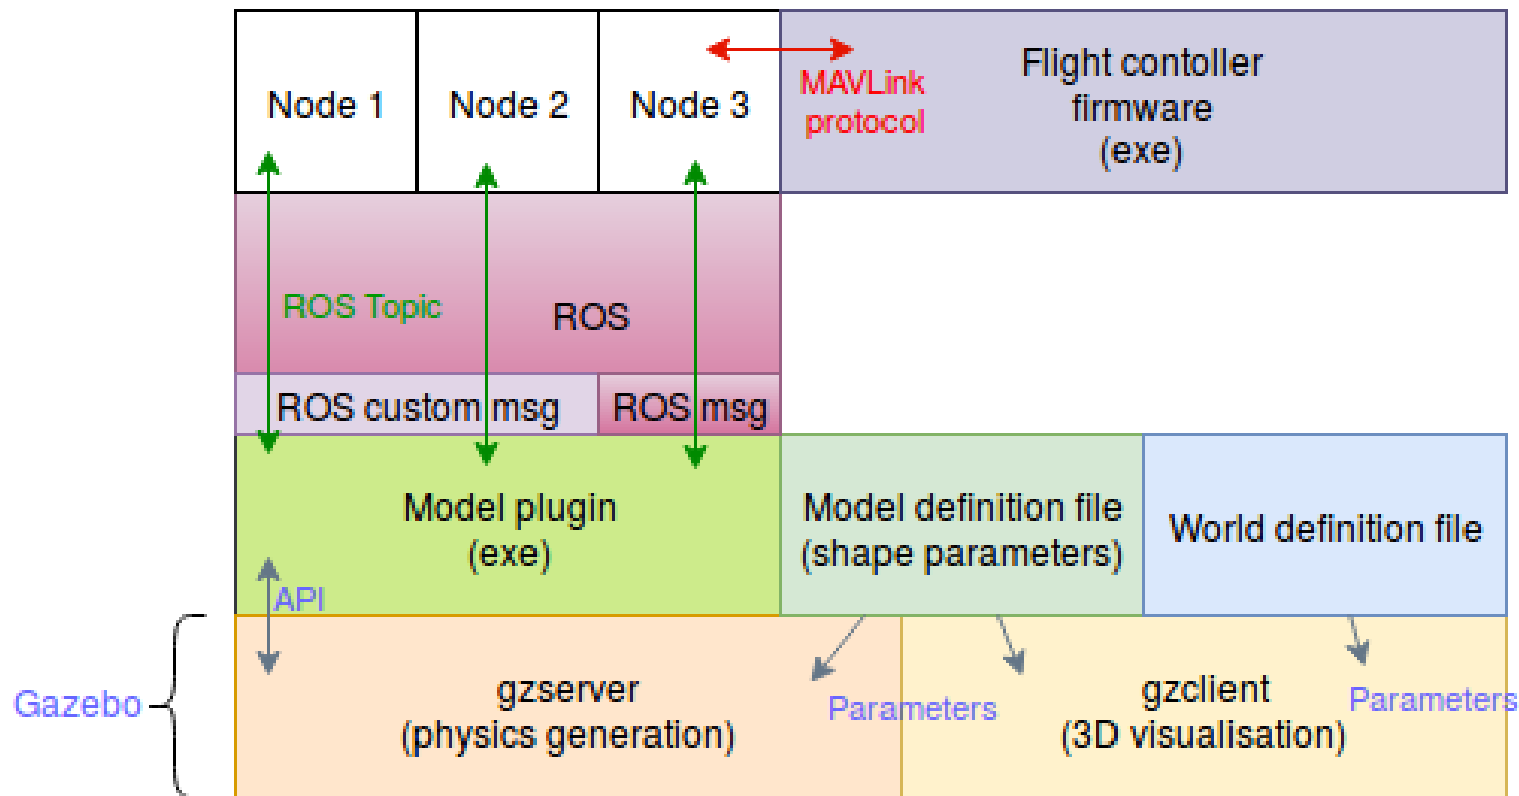 Node 1
Node 2
Node 3
MAVLink
protocol
Flight contoller
firmware
(exe)
ROS Topic
ROS
ROS custom msg
ROS msg
Model plugin
(exe)
Model definition file
(shape parameters)
World definition file
API
Gazebo
gzserver
(physics generation)
Parameters
gzclient
(3D visualisation)
Parameters